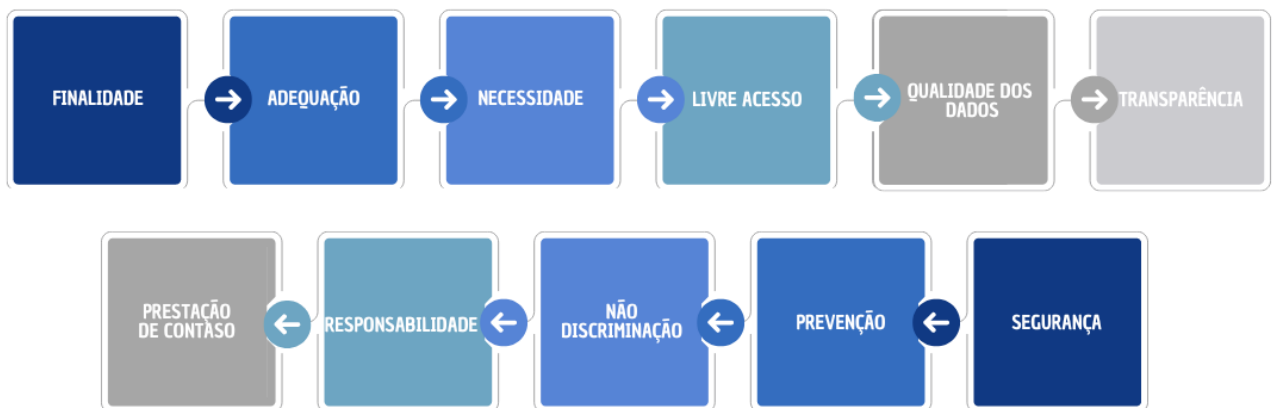 FINALIDADE
ADEQUAÇÃO
NECESSIDADE
LIVRE ACESSO
QUALIDADE DOS
DADOS
TRANSPARÊNCIA
PRESTAÇÃO
DE CONTASO
RESPONSABILIDADE
NÃO
DISCRIMINAÇÃO
PREVENÇÃO
SEGURANÇA